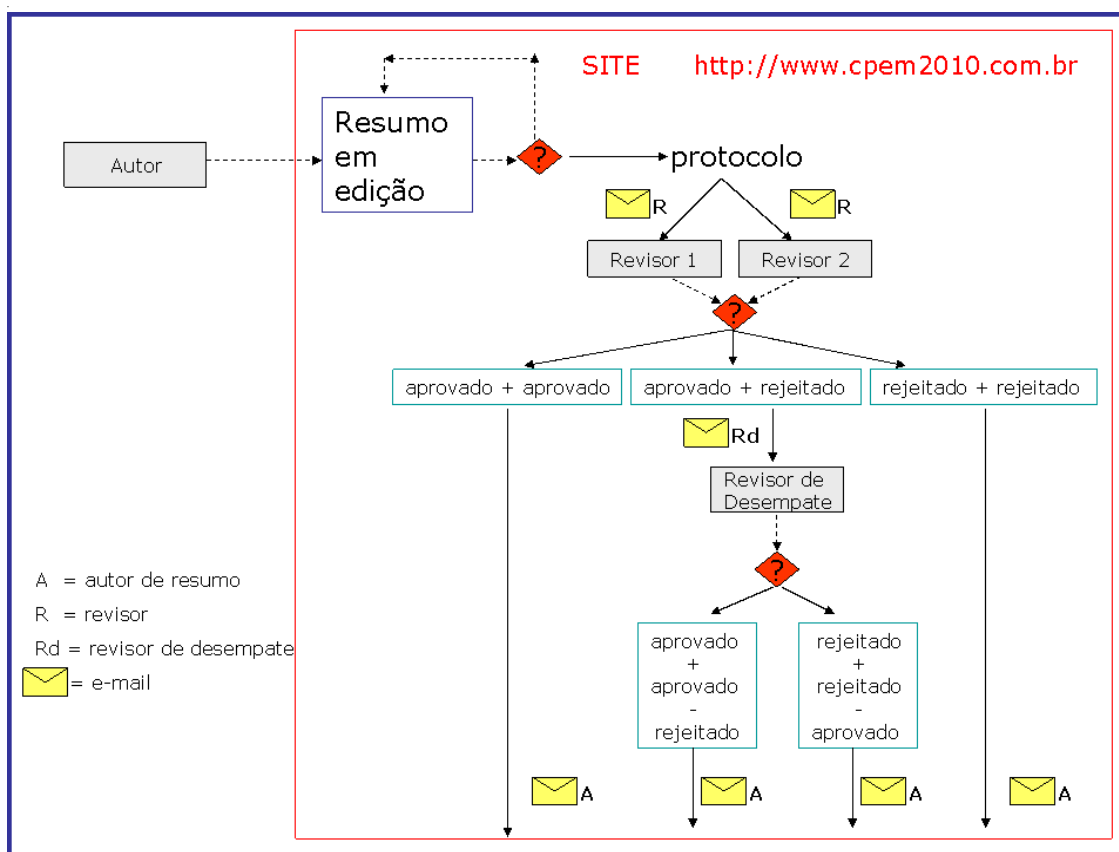 SITE http://www.cpem2010.com.br
Resumo
em
edição
Autor
?
protocolo
R
R
Revisor 1
Revisor 2
?
aprovado + aprovado
aprovado + rejeitado
rejeitado + rejeitado
Rd
Revisor de
Desempate
?
A = autor de resumo
R = revisor
Rd = revisor de desempate
= e-mail
aprovado
+
aprovado
-
rejeitado
rejeitado
+
rejeitado
-
aprovado
A
A
A
A